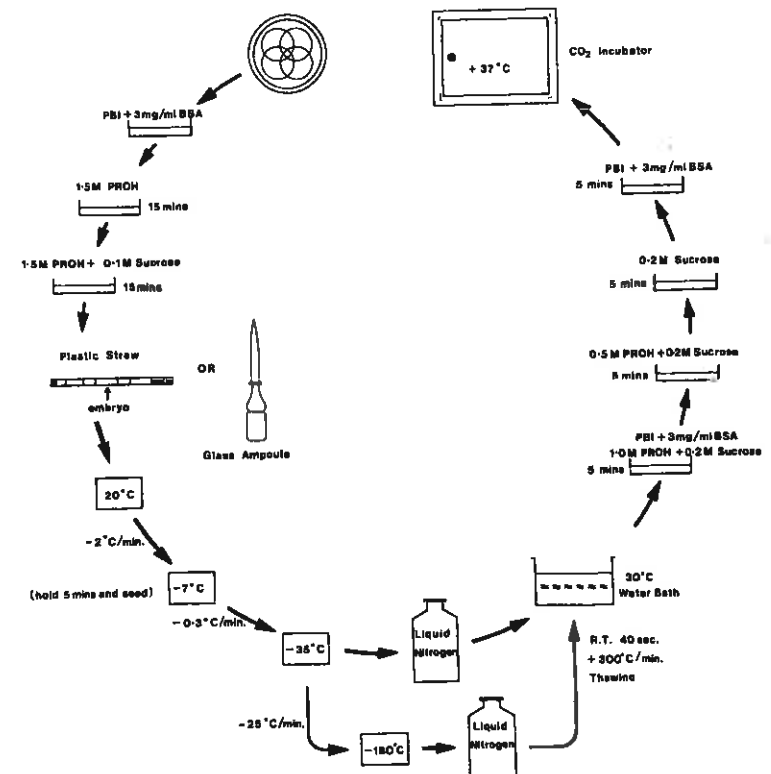 PBI + 3mg/ml BSA
1·5M PROH
15 mins
1·5M PROH + 0·1M Sucrose
15 mins
Plastic Straw
embryo
OR
Glass Ampoule
20°C
-2°C/min.
(hold 5 mins and seed)
-7°C
-0·3°C/min.
-35°C
-25°C/min.
-150°C
Liquid
Nitrogen
Liquid
Nitrogen
R.T. 40 sec.
+300°C/min.
Thawing
30°C
Water Bath
PBI + 3mg/ml BSA
1·0M PROH + 0·2M Sucrose
5 mins
0·5M PROH + 0·2M Sucrose
5 mins
0·2M Sucrose
5 mins
PBI + 3mg/ml BSA
5 mins
+ 37°C
CO₂ Incubator